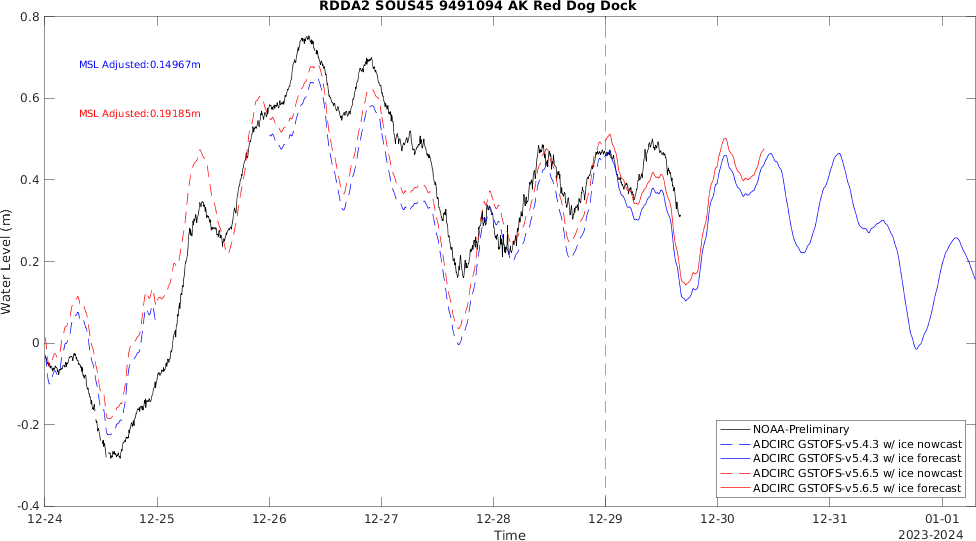 RDDA2 SOUS45 9491094 AK Red Dog Dock
0.8
MSL Adjusted:0.14967m
0.6
MSL Adjusted:0.19185m
0.4
Water Level (m)
0.2
0
-0.2
-0.4
NOAA-Preliminary
ADCIRC GSTOFS-v5.4.3 w/ ice nowcast
ADCIRC GSTOFS-v5.4.3 w/ ice forecast
ADCIRC GSTOFS-v5.6.5 w/ ice nowcast
ADCIRC GSTOFS-v5.6.5 w/ ice forecast
12-24 12-25 12-26 12-27 12-28 12-29 12-30 12-31 01-01
Time
2023-2024